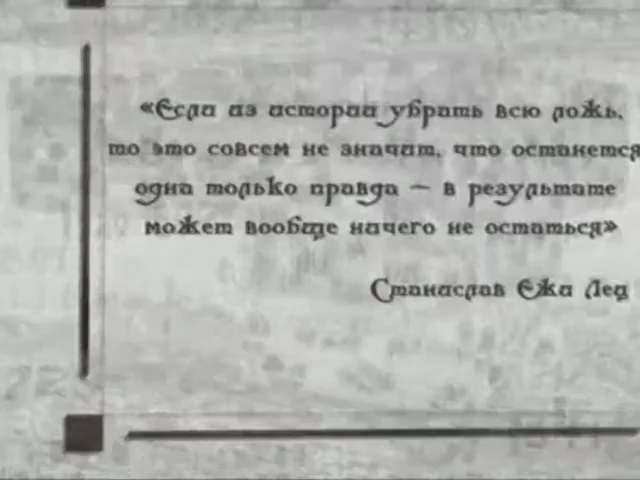 «Если из истории убрать всю ложь,
то это совсем не значит, что останется
одна только правда — в результате
может вообще ничего не остаться»
Станислав Ежи Лец